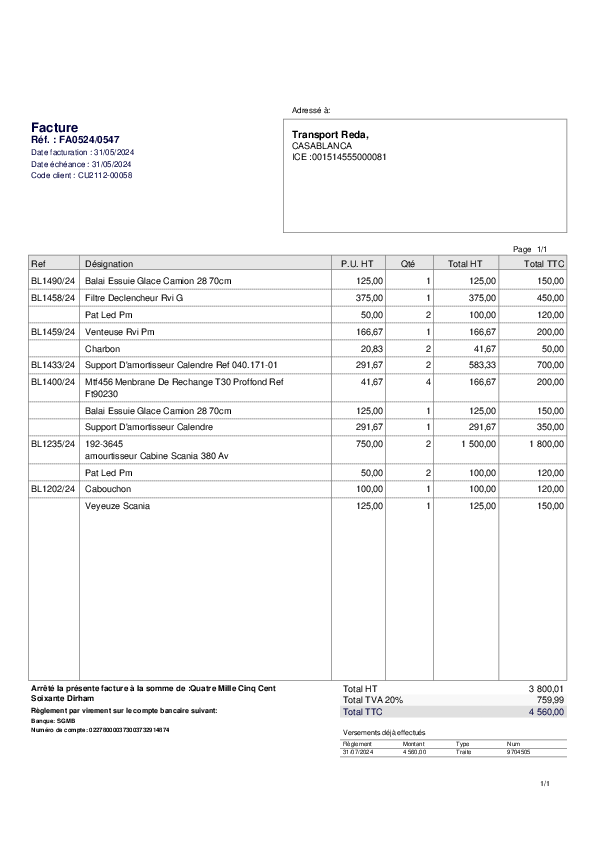 Adressé à:
Facture
Réf. : FA0524/0547
Date facturation : 31/05/2024
Date échéance : 31/05/2024
Code client : CU2112-00058
Transport Reda,
CASABLANCA
ICE :001514555000081
Page 1/1
Ref Désignation P.U. HT Qté Total HT Total TTC
BL1490/24 Balai Essuie Glace Camion 28 70cm 125,00 1 125,00 150,00
BL1458/24 Filtre Declencheur Rvi G 375,00 1 375,00 450,00
Pat Led Pm 50,00 2 100,00 120,00
BL1459/24 Venteuse Rvi Pm 166,67 1 166,67 200,00
Charbon 20,83 2 41,67 50,00
BL1433/24 Support D'amortisseur Calendre Ref 040.171-01 291,67 2 583,33 700,00
BL1400/24 Mtf456 Menbrane De Rechange T30 Proffond Ref 41,67 4 166,67 200,00
Ft90230
Balai Essuie Glace Camion 28 70cm 125,00 1 125,00 150,00
Support D'amortisseur Calendre 291,67 1 291,67 350,00
BL1235/24 192-3645 750,00 2 1 500,00 1 800,00
amourtisseur Cabine Scania 380 Av
Pat Led Pm 50,00 2 100,00 120,00
BL1202/24 Cabouchon 100,00 1 100,00 120,00
Veyeuze Scania 125,00 1 125,00 150,00
Arrêté la présente facture à la somme de :Quatre Mille Cinq Cent
Soixante Dirham
Règlement par virement sur le compte bancaire suivant:
Banque: SGMB
Numéro de compte: 022780000373003732914874
Total HT 3 800,01
Total TVA 20% 759,99
Total TTC 4 560,00
Versements déjà effectués
Règlement Montant Type Num
31/07/2024 4 560,00 Traite 9704505
1/1